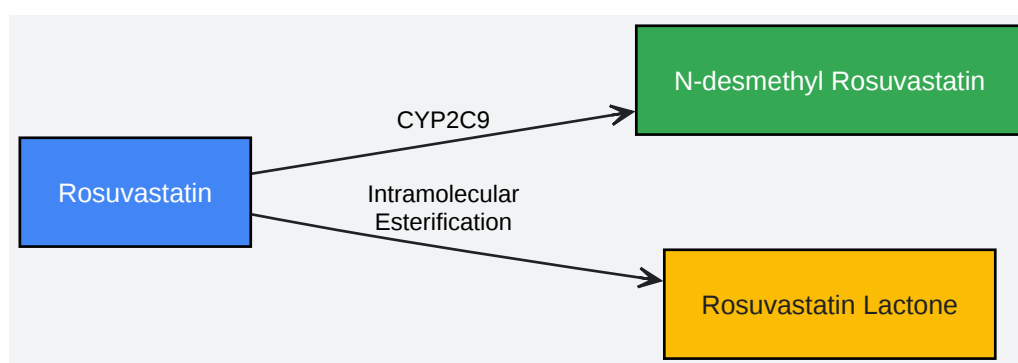 N-desmethyl Rosuvastatin
CYP2C9
Rosuvastatin
Intramolecular
Esterification
Rosuvastatin Lactone